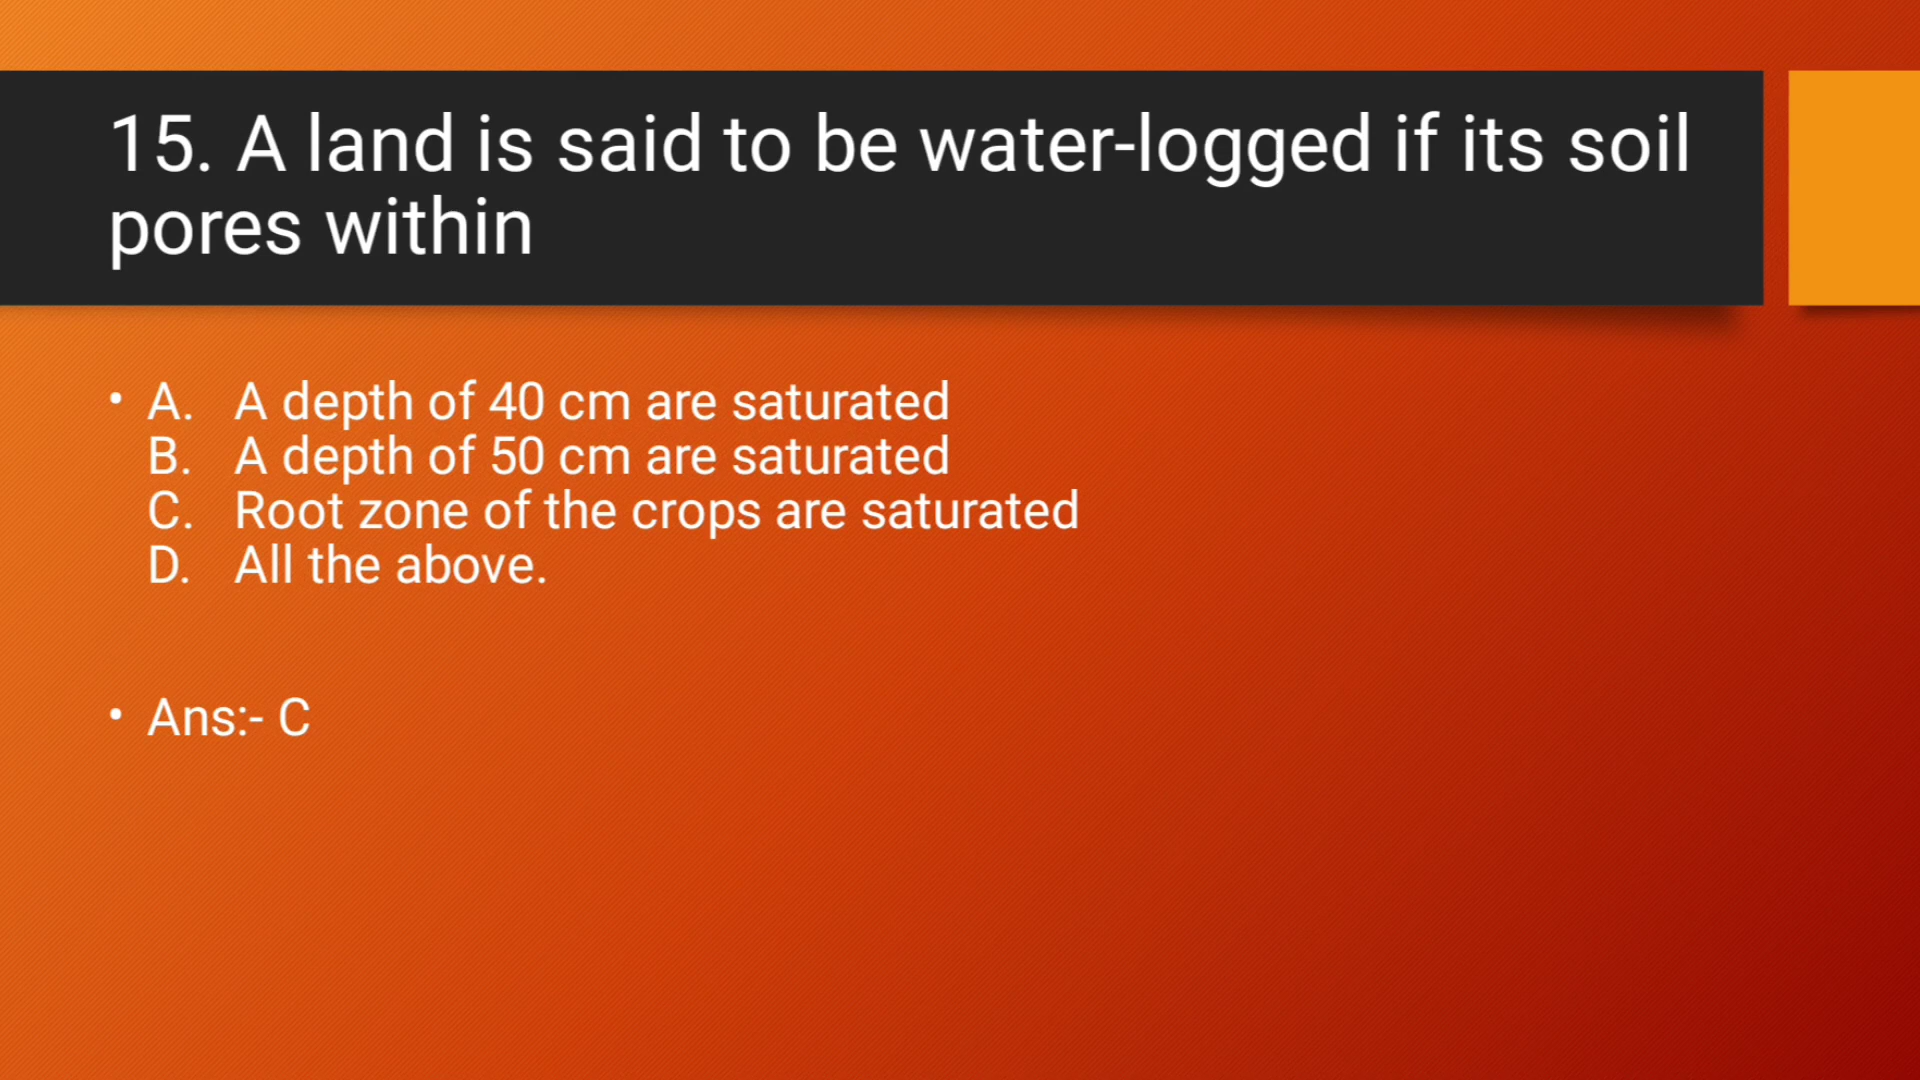 15. A land is said to be water-logged if its soil
pores within
• A. A depth of 40 cm are saturated
B. A depth of 50 cm are saturated
C. Root zone of the crops are saturated
D. All the above.
• Ans:- C